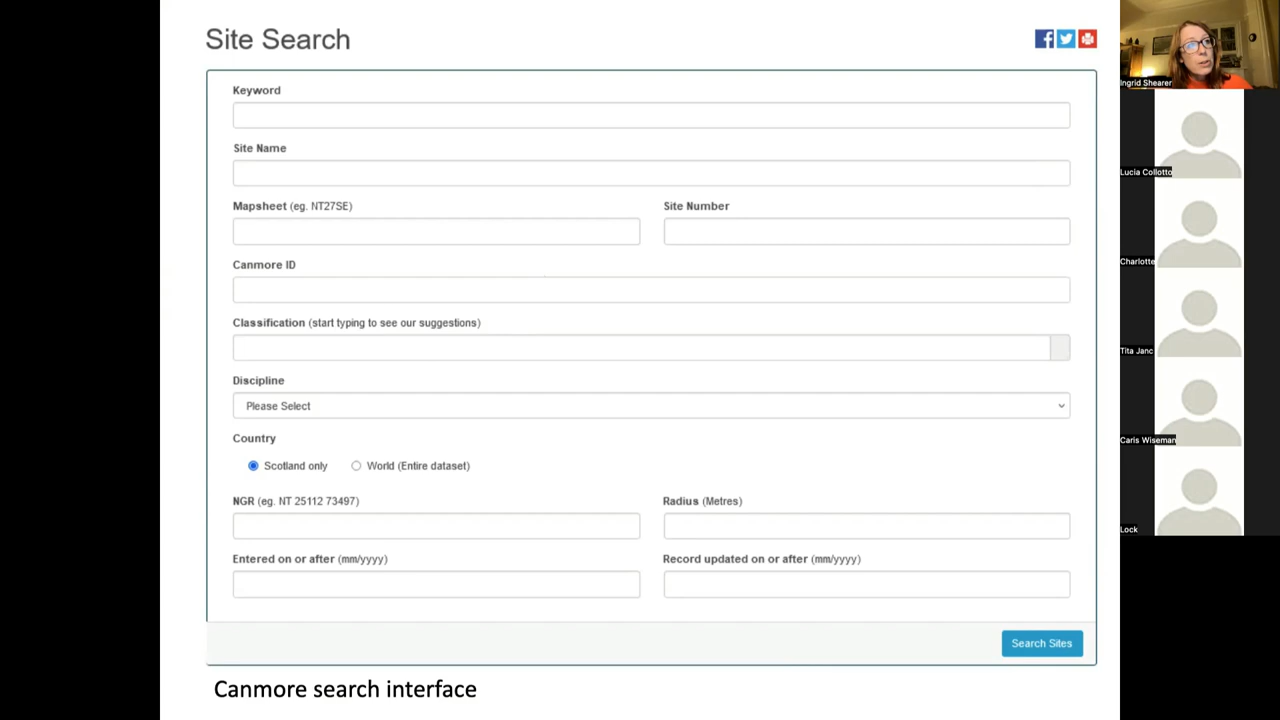 Site Search
Keyword
Site Name
Mapsheet (eg. NT27SE) Site Number
Canmore ID
Classification (start typing to see our suggestions)
Discipline
Please Select
Country
Scotland only World (Entire dataset)
NGR (eg. NT 25112 73497) Radius (Metres)
Entered on or after (mm/yyyy) Record updated on or after (mm/yyyy)
Search Sites
Canmore search interface
Ingrid Shearer
Lucia Collotto
Charlotte
Tita Janc
Caris Wiseman
Lock